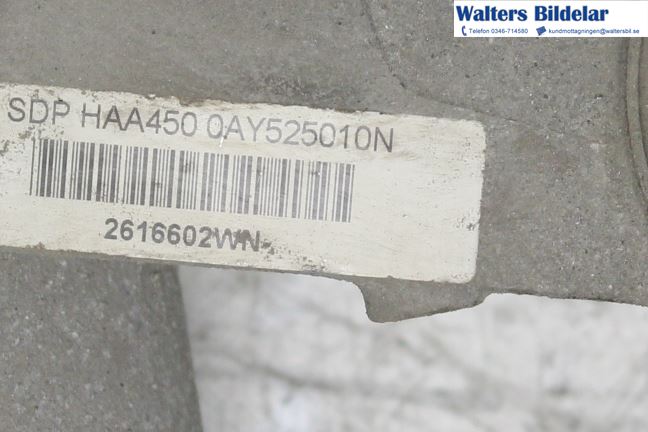 Walters Bildelar
Telefon 0346-714580 kundmottagningen@waltersbil.se
SDP HAA450 0AY525010N
2616602WN